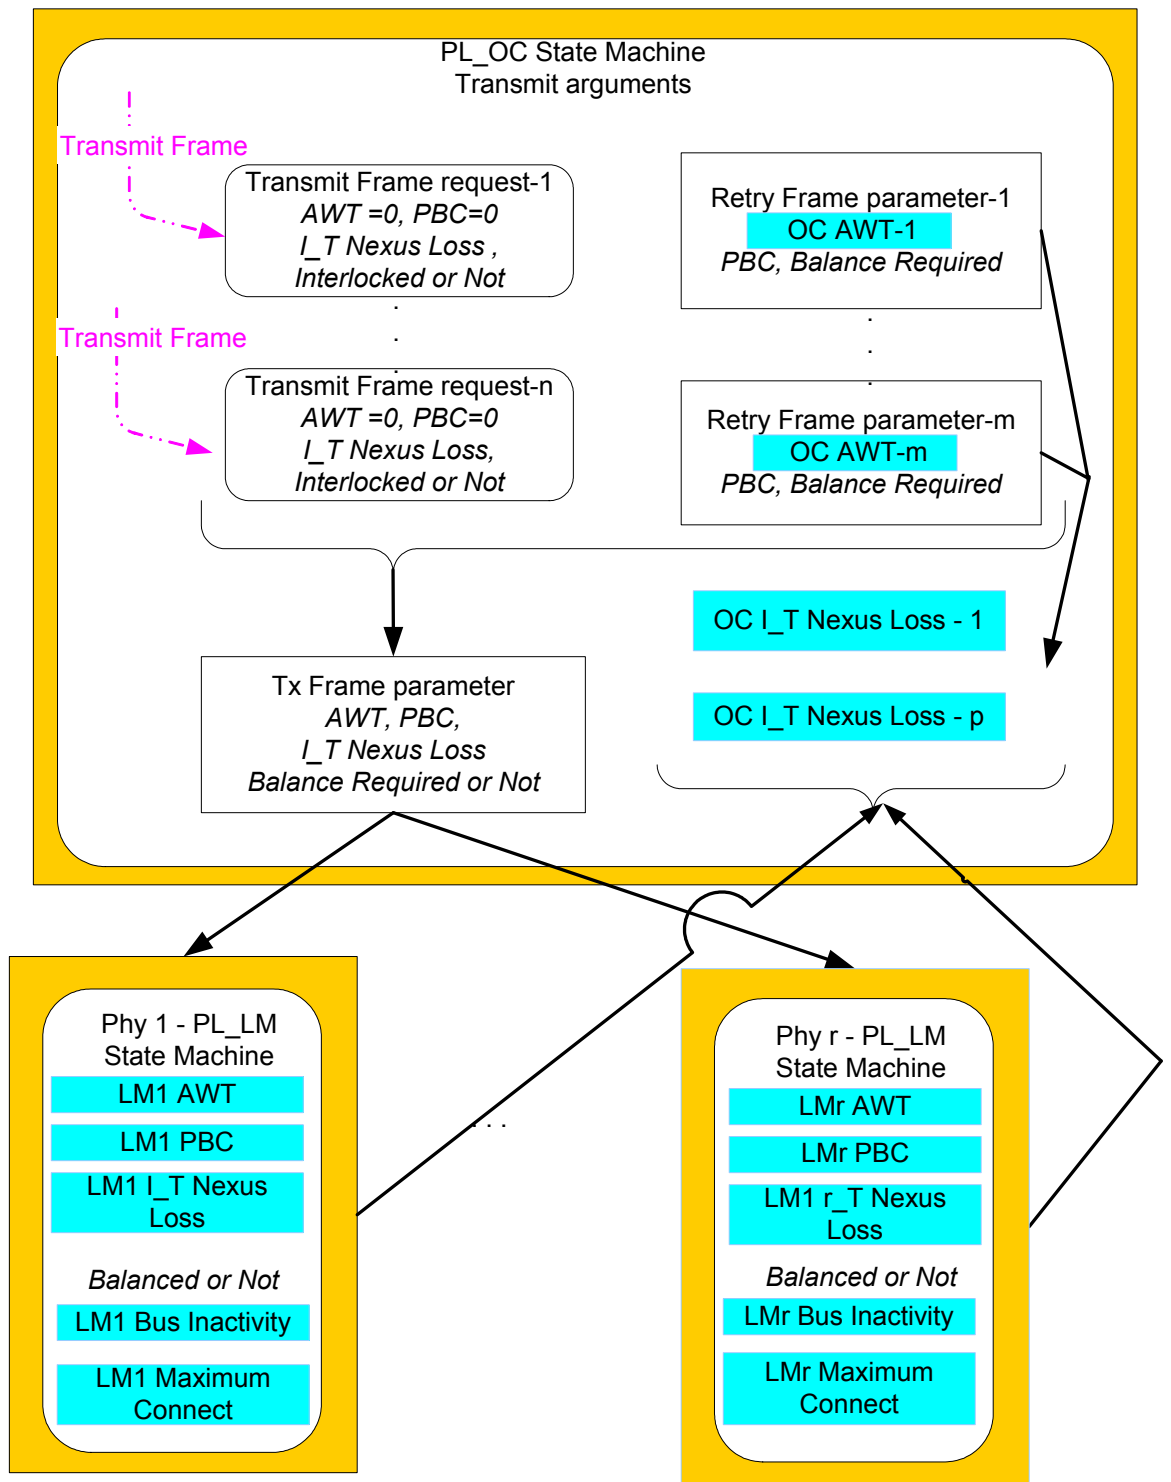 PL_OC State Machine
Transmit arguments
Transmit Frame
Transmit Frame request-1
AWT =0, PBC=0
I_T Nexus Loss ,
Interlocked or Not
.
.
.
Transmit Frame
Transmit Frame request-n
AWT =0, PBC=0
I_T Nexus Loss,
Interlocked or Not
Retry Frame parameter-1
OC AWT-1
PBC, Balance Required
.
.
.
Retry Frame parameter-m
OC AWT-m
PBC, Balance Required
Tx Frame parameter
AWT, PBC,
I_T Nexus Loss
Balance Required or Not
OC I_T Nexus Loss - 1
OC I_T Nexus Loss - p
Phy 1 - PL_LM
State Machine
LM1 AWT
LM1 PBC
LM1 I_T Nexus
Loss
Balanced or Not
LM1 Bus Inactivity
LM1 Maximum
Connect
. . .
Phy r - PL_LM
State Machine
LMr AWT
LMr PBC
LM1 r_T Nexus
Loss
Balanced or Not
LMr Bus Inactivity
LMr Maximum
Connect